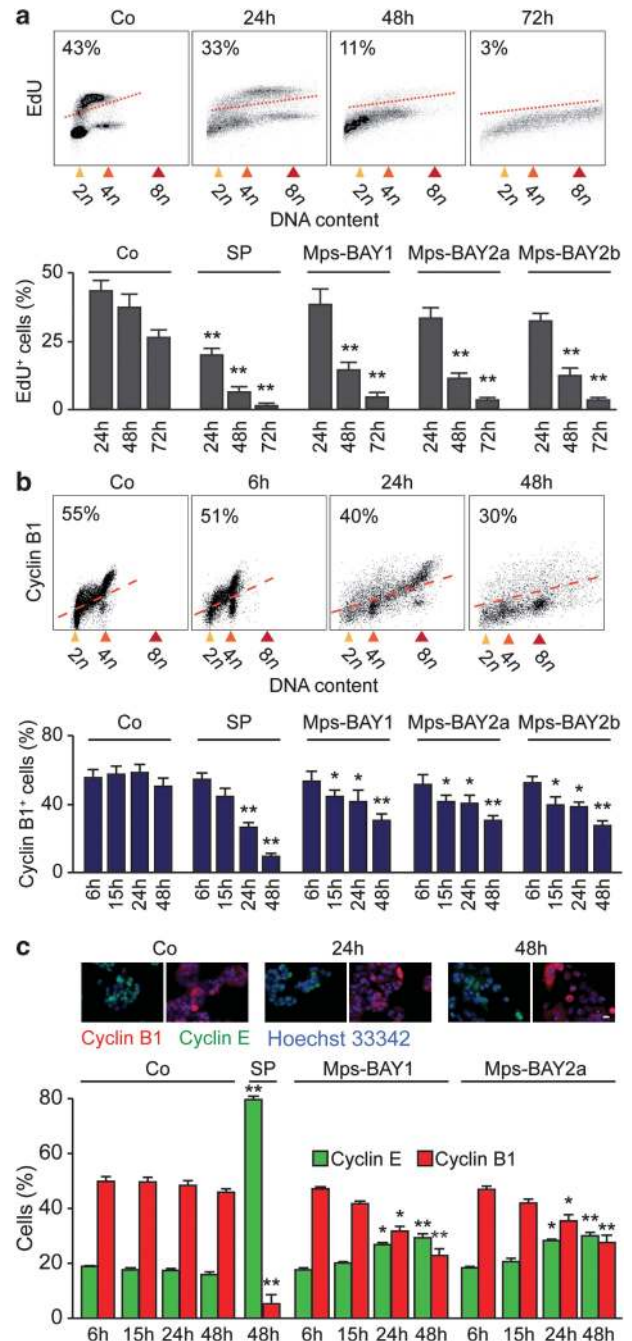 a
Co 24h 48h 72h
43% 33% 11% 3%
EdU
2n 4n 8n 2n 4n 8n 2n 4n 8n 2n 4n 8n
DNA content
Co SP Mps-BAY1 Mps-BAY2a Mps-BAY2b
EdU+ cells (%)
50
25
0
** ** ** ** ** ** ** ** **
24h 48h 72h 24h 48h 72h 24h 48h 72h 24h 48h 72h 24h 48h 72h
b
Co 6h 24h 48h
55% 51% 40% 30%
Cyclin B1
2n 4n 8n 2n 4n 8n 2n 4n 8n 2n 4n 8n
DNA content
Co SP Mps-BAY1 Mps-BAY2a Mps-BAY2b
Cyclin B1+ cells (%)
80
40
0
** ** * * ** * * ** * * **
6h 15h 24h 48h 6h 15h 24h 48h 6h 15h 24h 48h 6h 15h 24h 48h 6h 15h 24h 48h
c
Co 24h 48h
Cyclin B1 Cyclin E Hoechst 33342
Co SP Mps-BAY1 Mps-BAY2a
Cells (%)
80
60
40
20
0
Cyclin E Cyclin B1
** ** * * ** ** * * ** **
6h 15h 24h 48h 48h 6h 15h 24h 48h 6h 15h 24h 48h